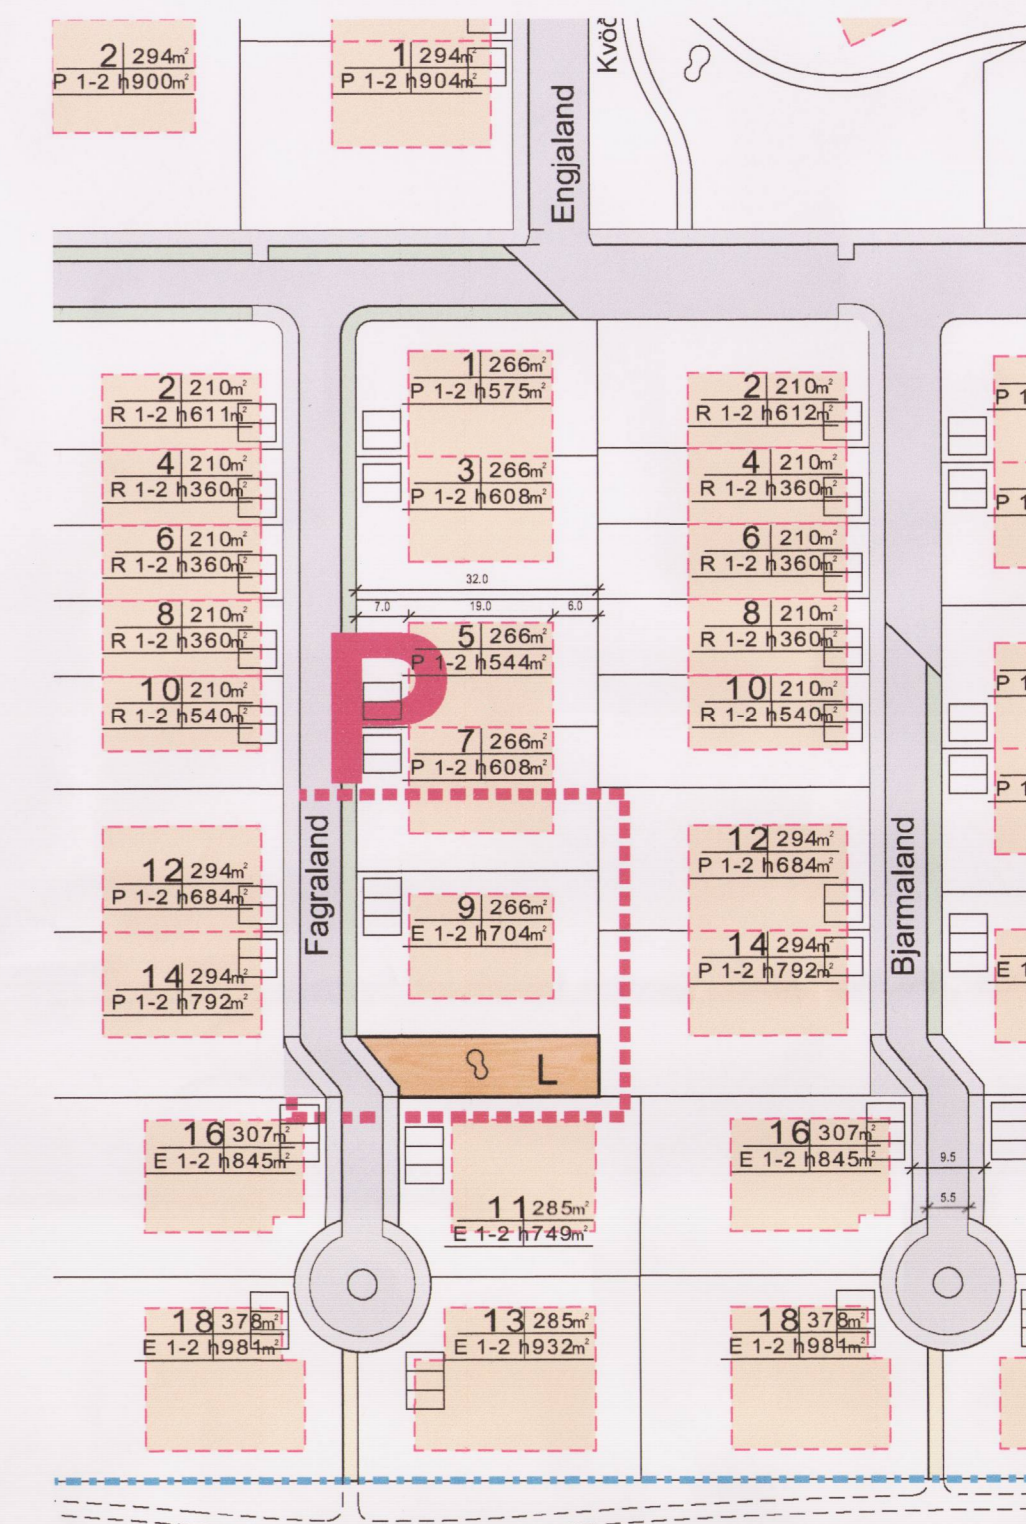 2 294m²
P 1-2 h900m²
1 294m²
P 1-2 h904m²
Engjaland
1 266m²
P 1-2 h575m²
2 210m²
R 1-2 h611m²
2 210m²
R 1-2 h612m²
P 1
4 210m²
R 1-2 h360m²
3 266m²
P 1-2 h608m²
4 210m²
R 1-2 h360m²
P 1
6 210m²
R 1-2 h360m²
6 210m²
R 1-2 h360m²
32.0
7.0 19.0 6.0
8 210m²
R 1-2 h360m²
5 266m²
P 1-2 h544m²
8 210m²
R 1-2 h360m²
P
10 210m²
R 1-2 h540m²
10 210m²
R 1-2 h540m²
P 1
7 266m²
P 1-2 h608m²
P 1
Fagraland
Bjarmaland
12 294m²
P 1-2 h684m²
12 294m²
P 1-2 h684m²
9 266m²
E 1-2 h704m²
14 294m²
P 1-2 h792m²
14 294m²
P 1-2 h792m²
E 1
L
16 307m²
E 1-2 h845m²
16 307m²
E 1-2 h845m²
9.5
5.5
11 285m²
E 1-2 h749m²
18 378m²
E 1-2 h981m²
13 285m²
E 1-2 h932m²
18 378m²
E 1-2 h981m²